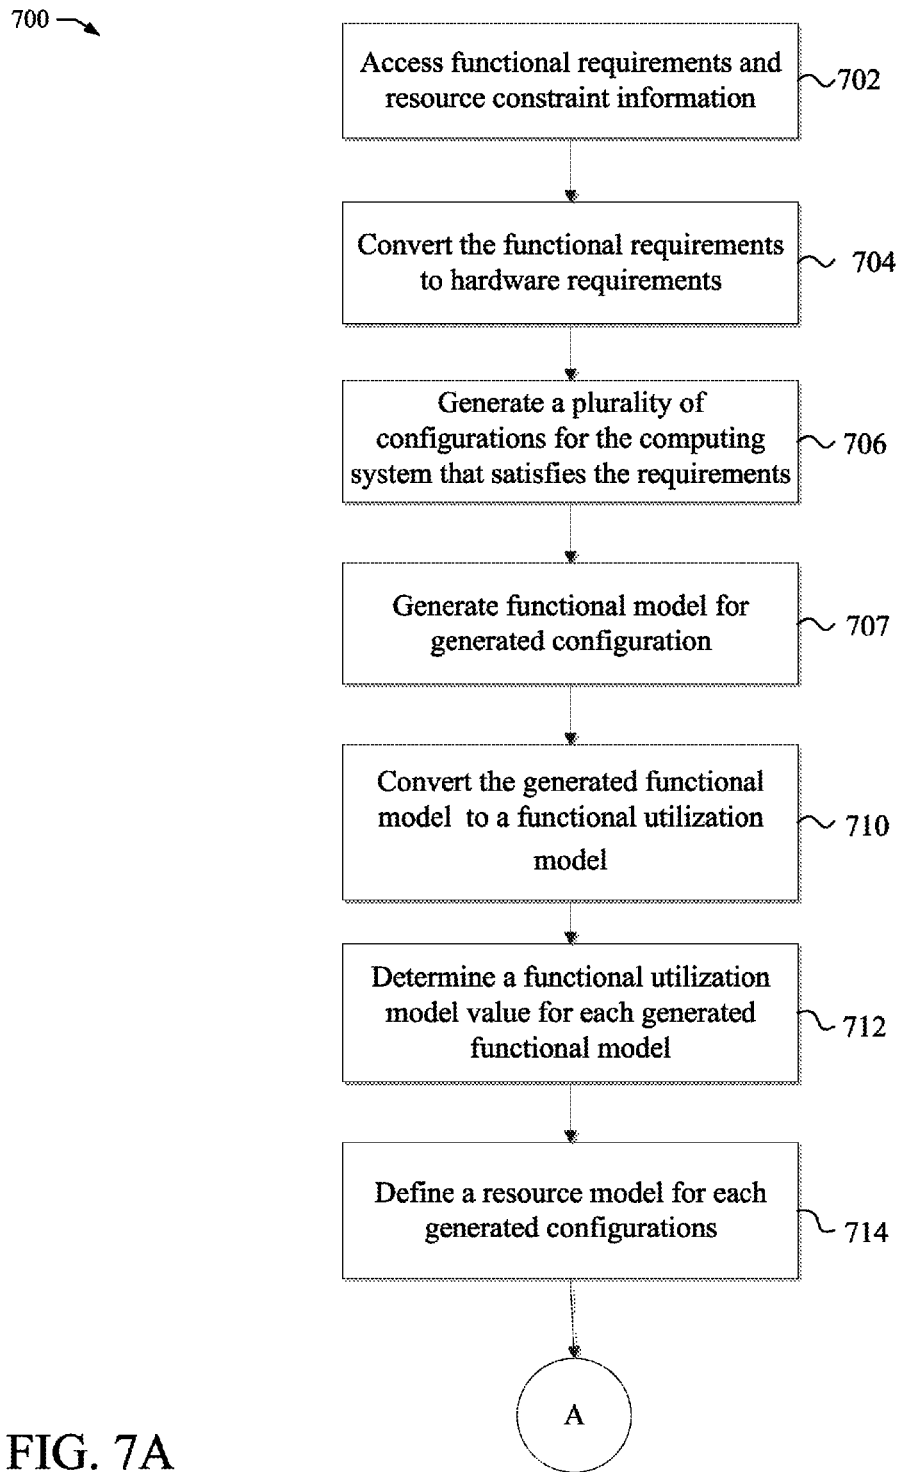 700
Access functional requirements and
resource constraint information
702
Convert the functional requirements
to hardware requirements
704
Generate a plurality of
configurations for the computing
system that satisfies the requirements
706
Generate functional model for
generated configuration
707
Convert the generated functional
model to a functional utilization
model
710
Determine a functional utilization
model value for each generated
functional model
712
Define a resource model for each
generated configurations
714
A
FIG. 7A